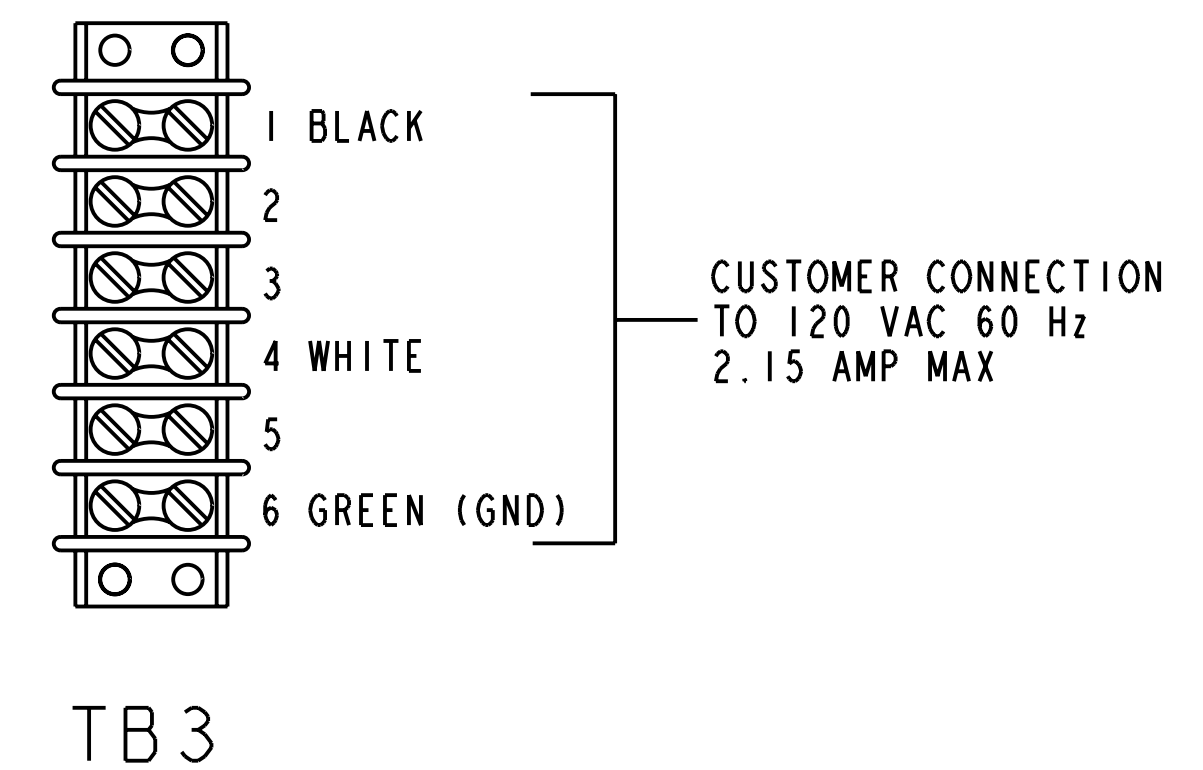 1 BLACK
2
3
4 WHITE
5
6 GREEN (GND)
CUSTOMER CONNECTION
TO 120 VAC 60 Hz
2.15 AMP MAX
TB3